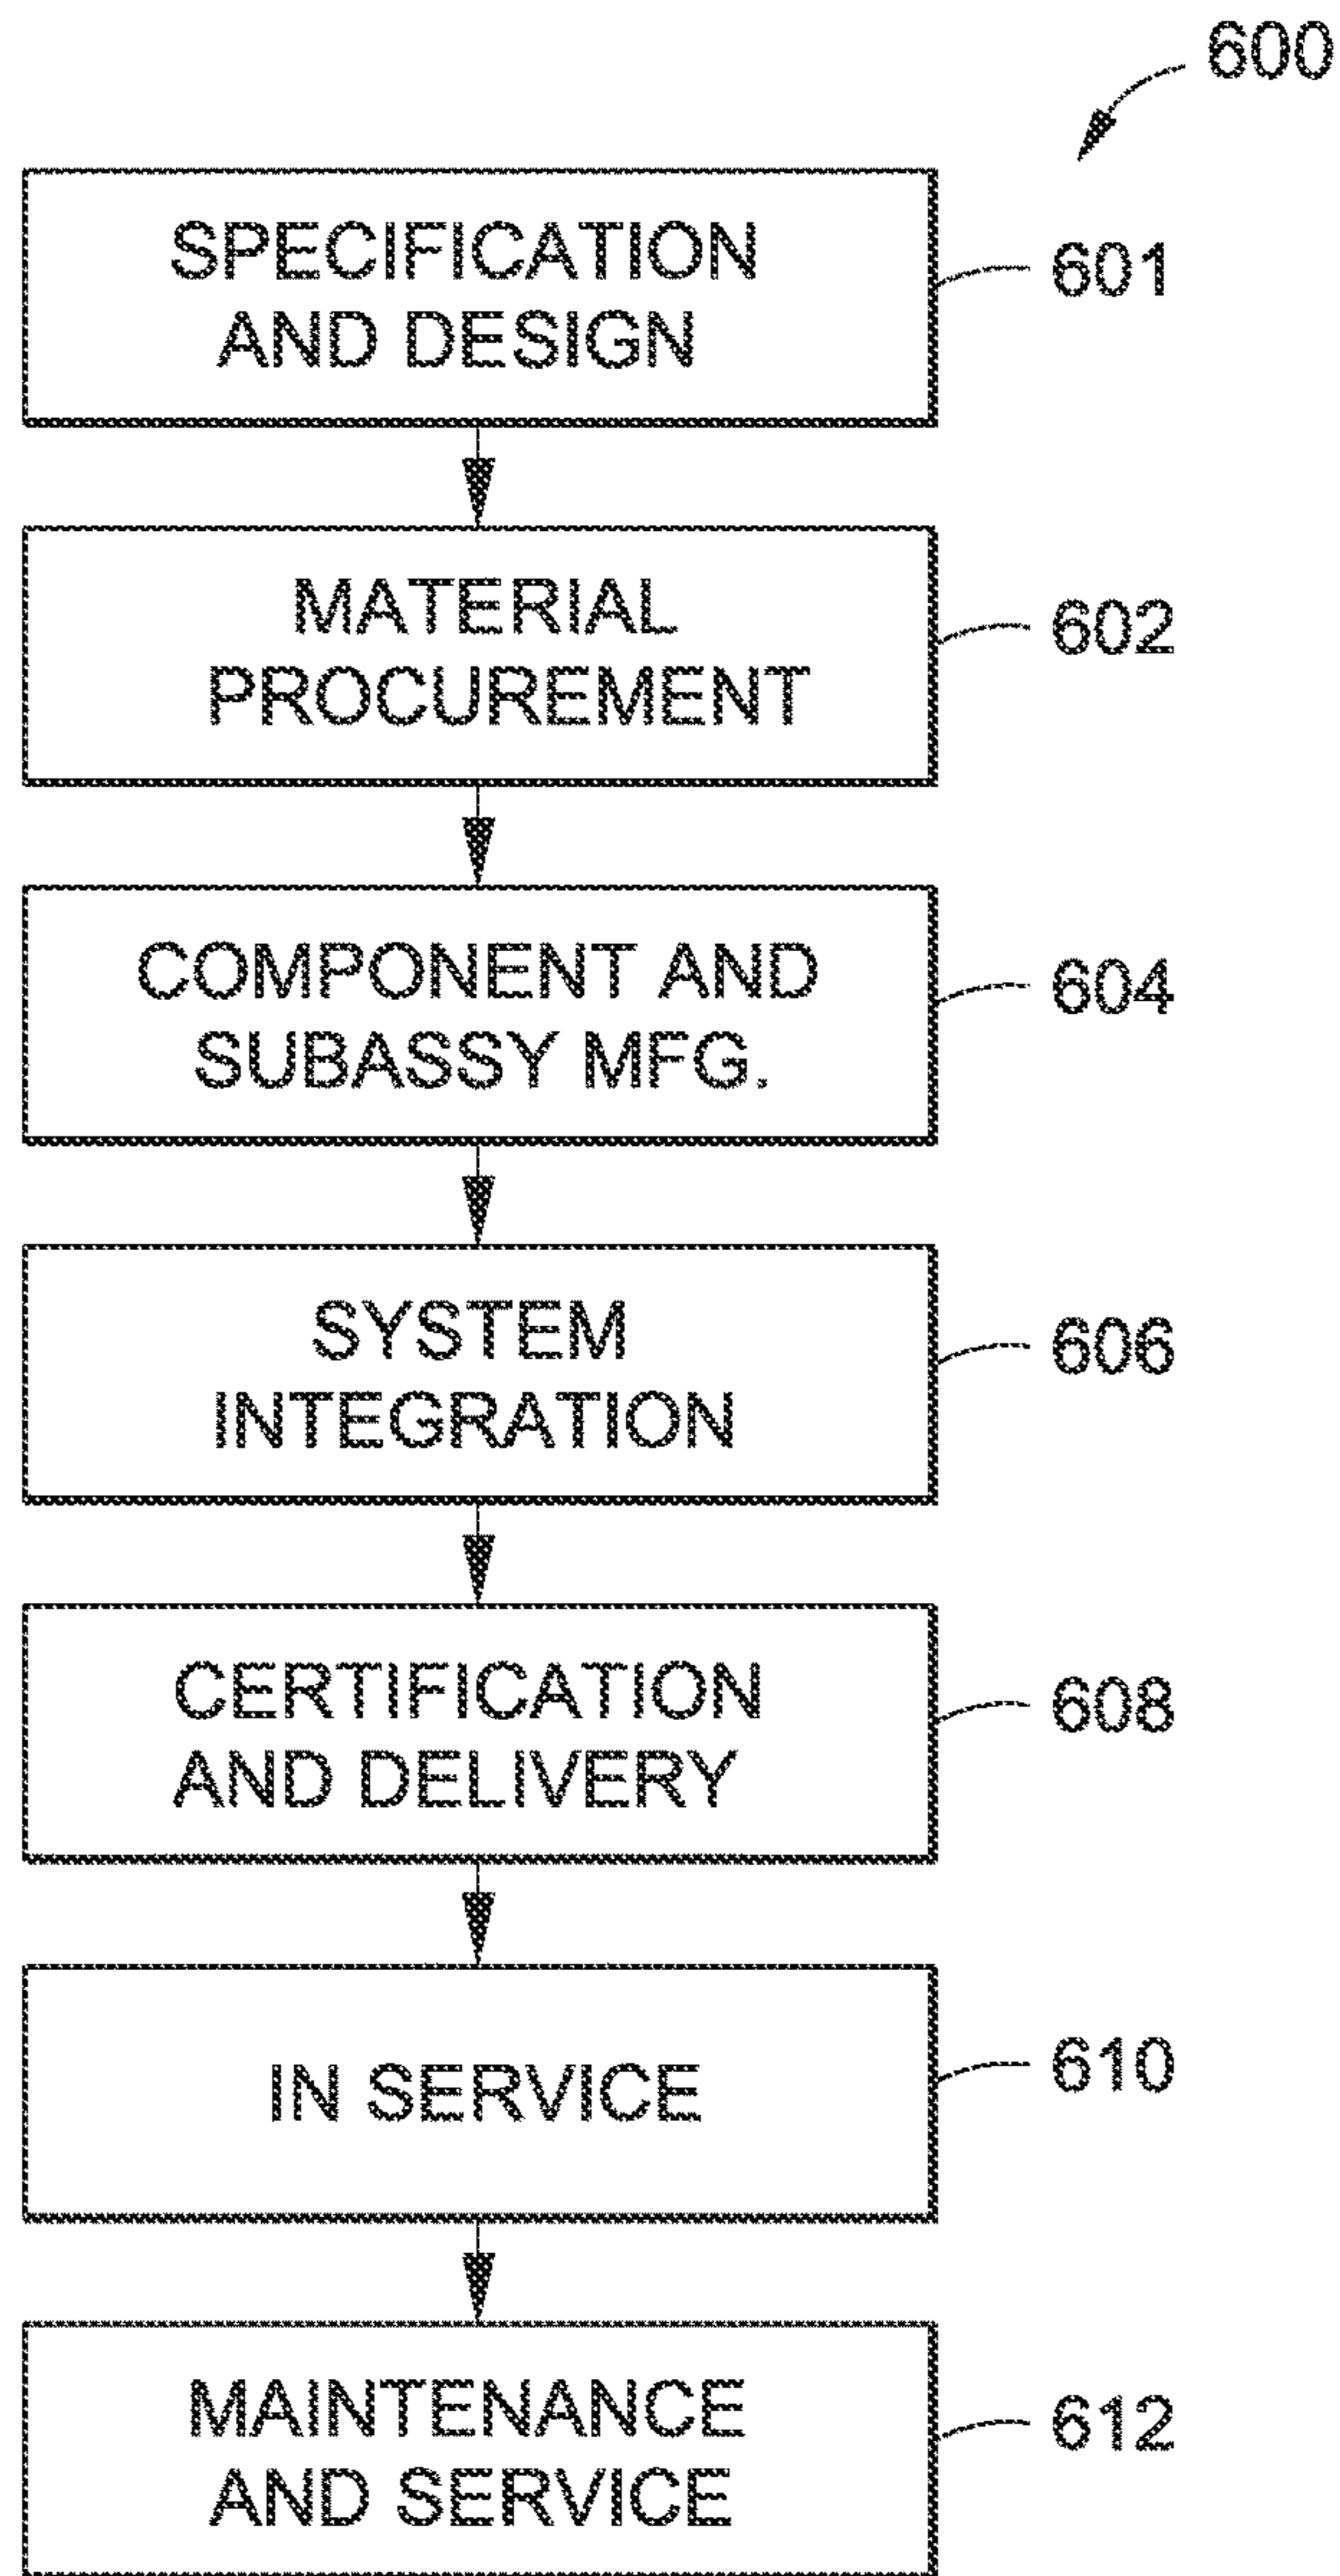 600
SPECIFICATION
AND DESIGN
601
MATERIAL
PROCUREMENT
602
COMPONENT AND
SUBASSY MFG.
604
SYSTEM
INTEGRATION
606
CERTIFICATION
AND DELIVERY
608
IN SERVICE
610
MAINTENANCE
AND SERVICE
612